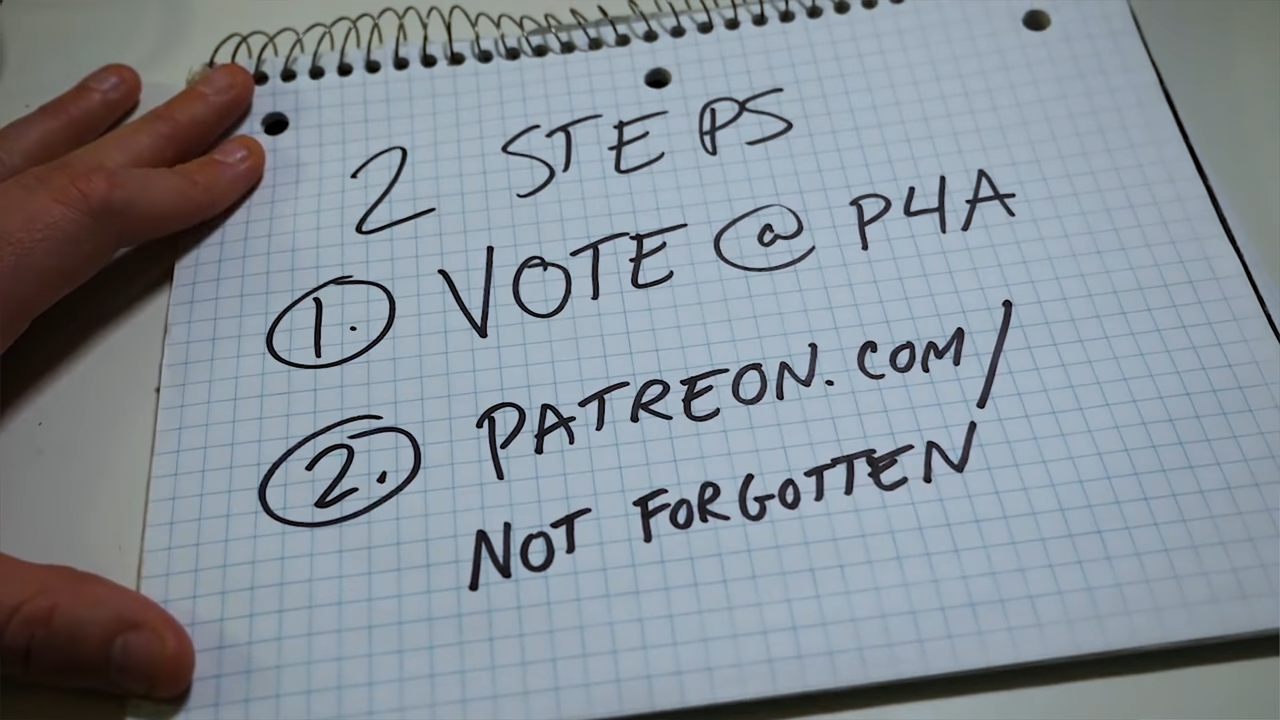 2 STEPS
1. VOTE @ P4A
2. PATREON.COM/
NOT FORGOTTEN